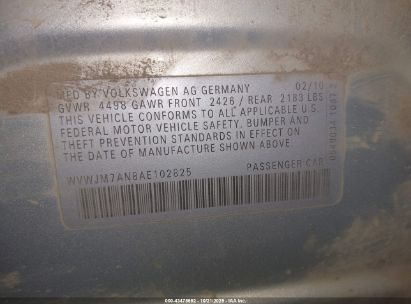 MFD BY VOLKSWAGEN AG GERMANY 02/10
GVWR 4498 GAWR FRONT 2426 / REAR 2183 LBS
THIS VEHICLE CONFORMS TO ALL APPLICABLE U.S.
FEDERAL MOTOR VEHICLE SAFETY, BUMPER AND
THEFT PREVENTION STANDARDS IN EFFECT ON
THE DATE OF MANUFACTURE SHOWN ABOVE
WVWJM7AN8AE102825 PASSENGER CAR